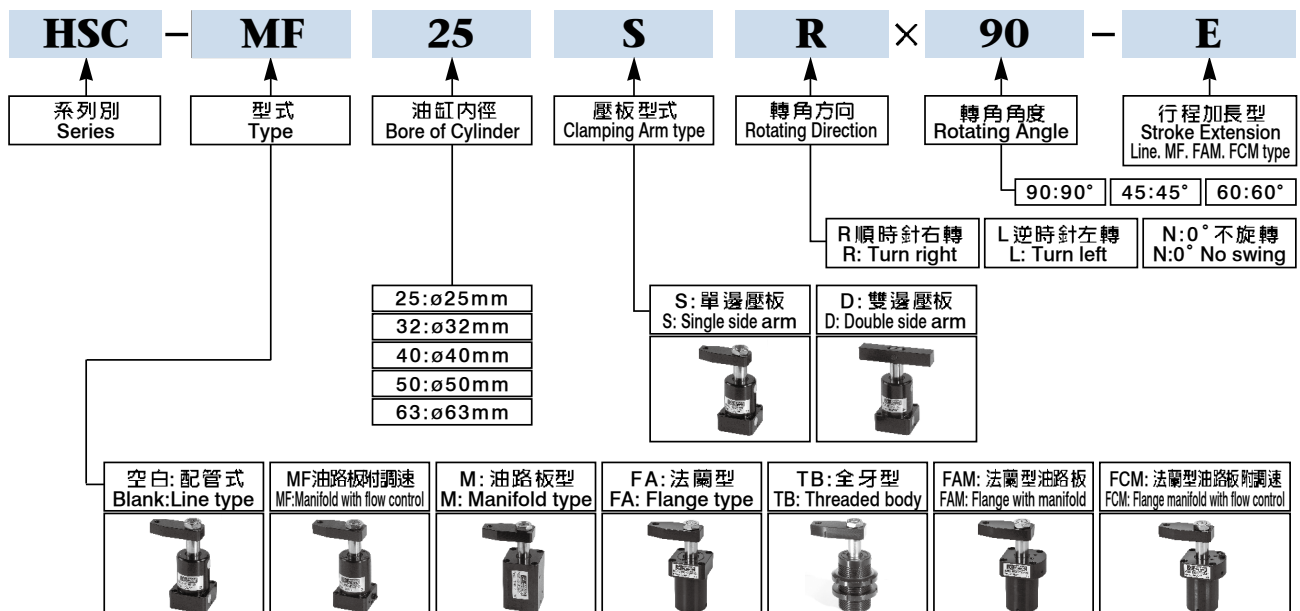 HSC – MF 25 S R × 90 – E
系列別
Series
型式
Type
油缸内徑
Bore of Cylinder
壓板型式
Clamping Arm type
轉角方向
Rotating Direction
轉角角度
Rotating Angle
行程加長型
Stroke Extension
Line. MF. FAM. FCM type
90:90° 45:45° 60:60°
R順時針右轉
R: Turn right
L逆時針左轉
L: Turn left
N:0°不旋轉
N:0° No swing
25:ø25mm
32:ø32mm
40:ø40mm
50:ø50mm
63:ø63mm
S:單邊壓板
S: Single side arm
D:雙邊壓板
D: Double side arm
空白:配管式
Blank:Line type
MF油路板附調速
MF:Manifold with flow control
M:油路板型
M: Manifold type
FA:法蘭型
FA: Flange type
TB:全牙型
TB: Threaded body
FAM: 法蘭型油路板
FAM: Flange with manifold
FCM: 法蘭型油路板附調速
FCM: Flange manifold with flow control